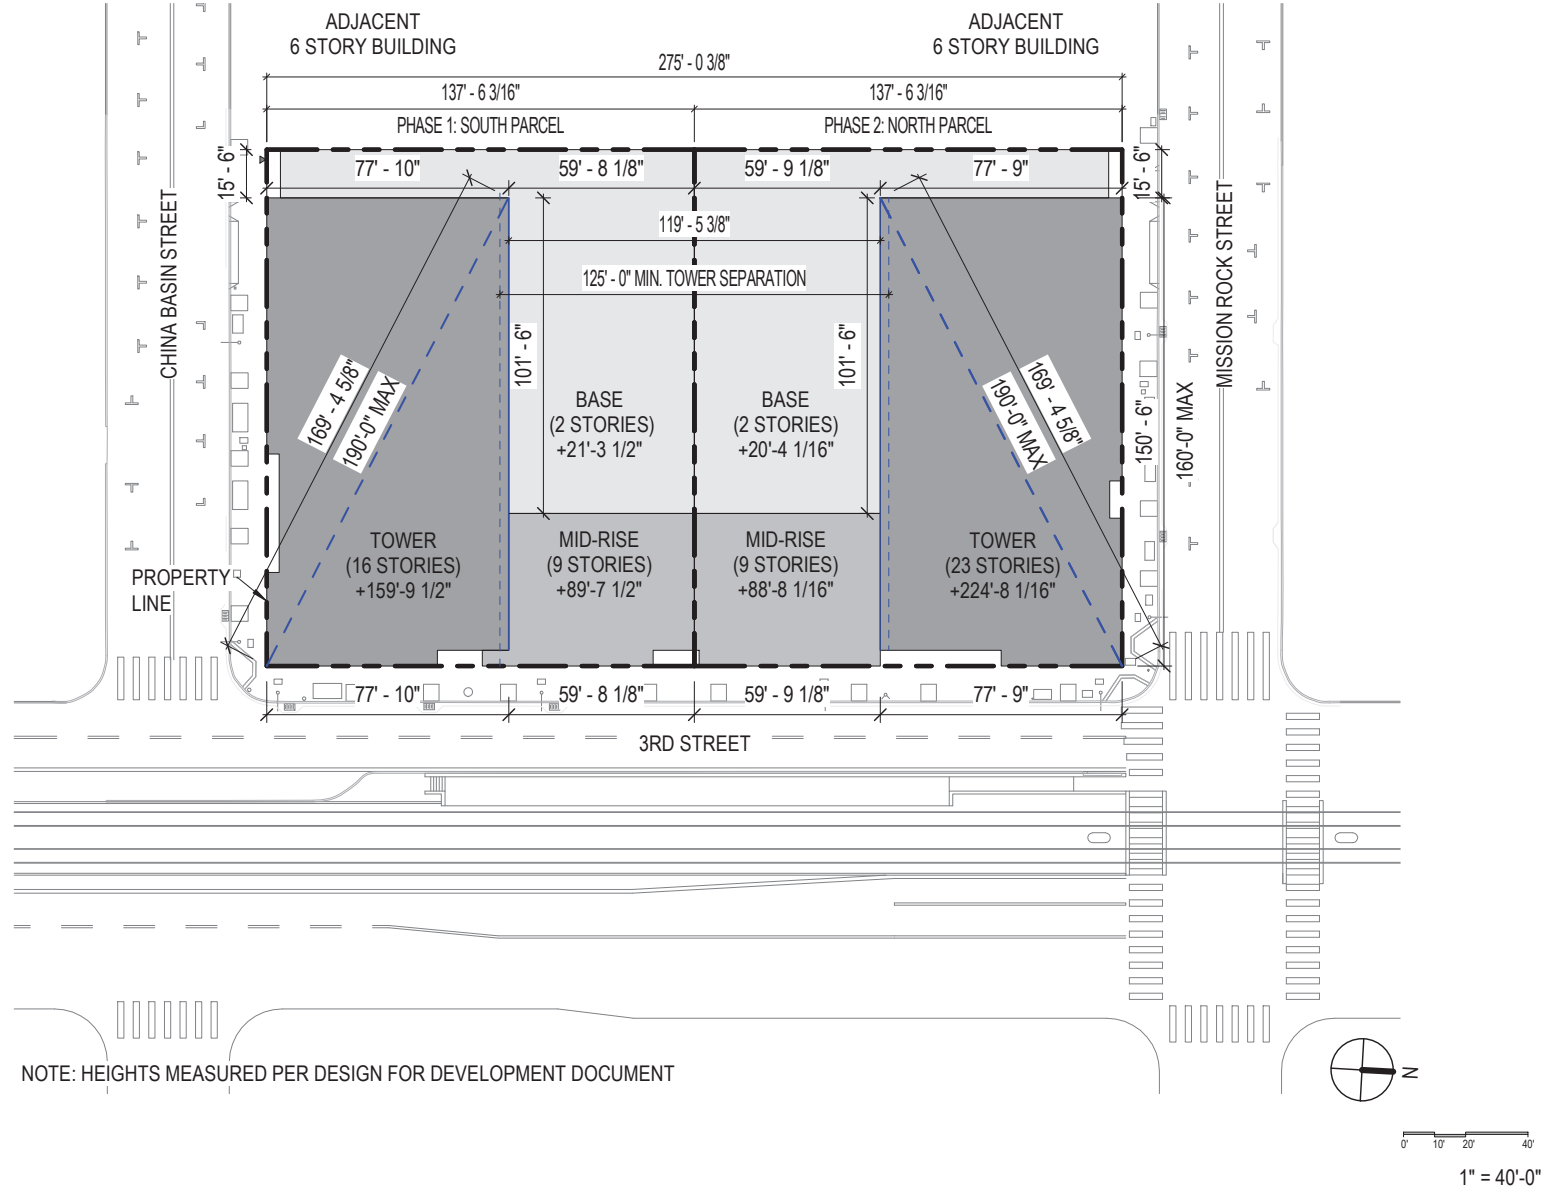 ADJACENT
6 STORY BUILDING
ADJACENT
6 STORY BUILDING
275' - 0 3/8"
137' - 6 3/16"
137' - 6 3/16"
PHASE 1: SOUTH PARCEL
PHASE 2: NORTH PARCEL
15' - 6"
77' - 10"
59' - 8 1/8"
59' - 9 1/8"
77' - 9"
15' - 6"
CHINA BASIN STREET
MISSION ROCK STREET
119' - 5 3/8"
125' - 0" MIN. TOWER SEPARATION
101' - 6"
101' - 6"
169' - 4 5/8"
190'-0" MAX
169' - 4 5/8"
190'-0" MAX
150' - 6"
160'-0" MAX
BASE
(2 STORIES)
+21'-3 1/2"
BASE
(2 STORIES)
+20'-4 1/16"
TOWER
(16 STORIES)
+159'-9 1/2"
MID-RISE
(9 STORIES)
+89'-7 1/2"
MID-RISE
(9 STORIES)
+88'-8 1/16"
TOWER
(23 STORIES)
+224'-8 1/16"
PROPERTY
LINE
77' - 10"
59' - 8 1/8"
59' - 9 1/8"
77' - 9"
3RD STREET
NOTE: HEIGHTS MEASURED PER DESIGN FOR DEVELOPMENT DOCUMENT
N
0' 10' 20' 40'
1" = 40'-0"